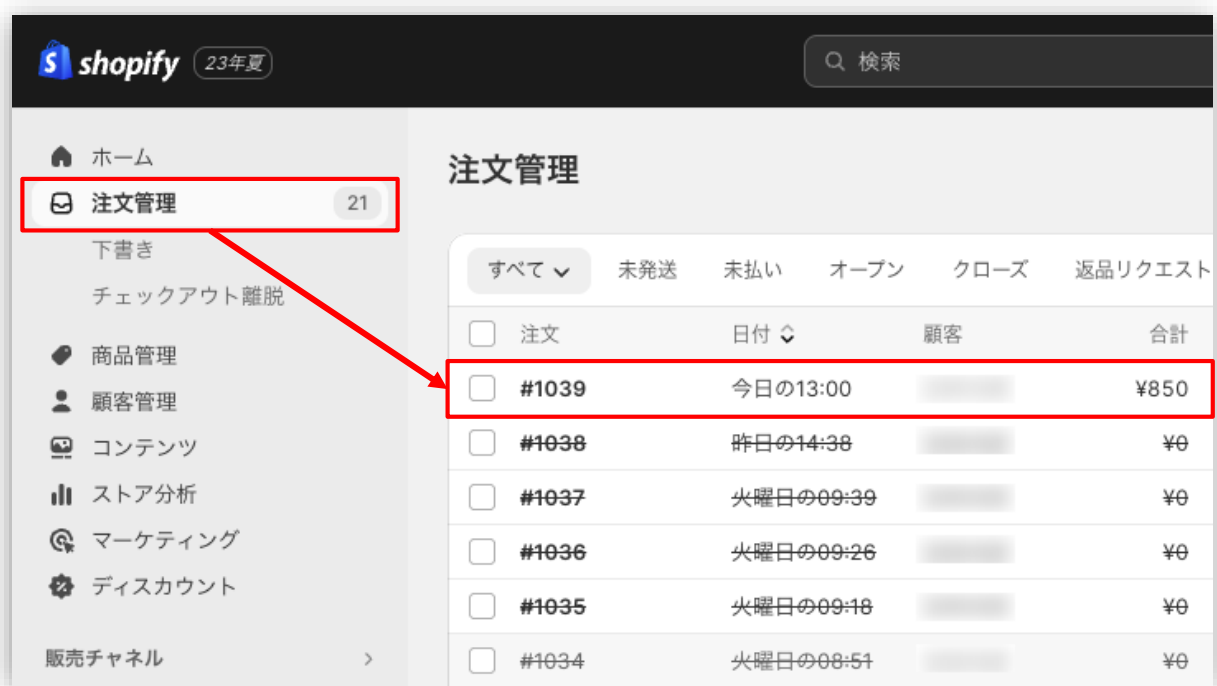 shopify 23年夏
検索
ホーム
注文管理 21
下書き
チェックアウト離脱
商品管理
顧客管理
コンテンツ
ストア分析
マーケティング
ディスカウント
販売チャネル
注文管理
すべて 未発送 未払い オープン クローズ 返品リクエスト
注文 日付 顧客 合計
#1039 今日の13:00 ¥850
#1038 昨日の14:38 ¥0
#1037 火曜日の09:39 ¥0
#1036 火曜日の09:26 ¥0
#1035 火曜日の09:18 ¥0
#1034 火曜日の08:51 ¥0